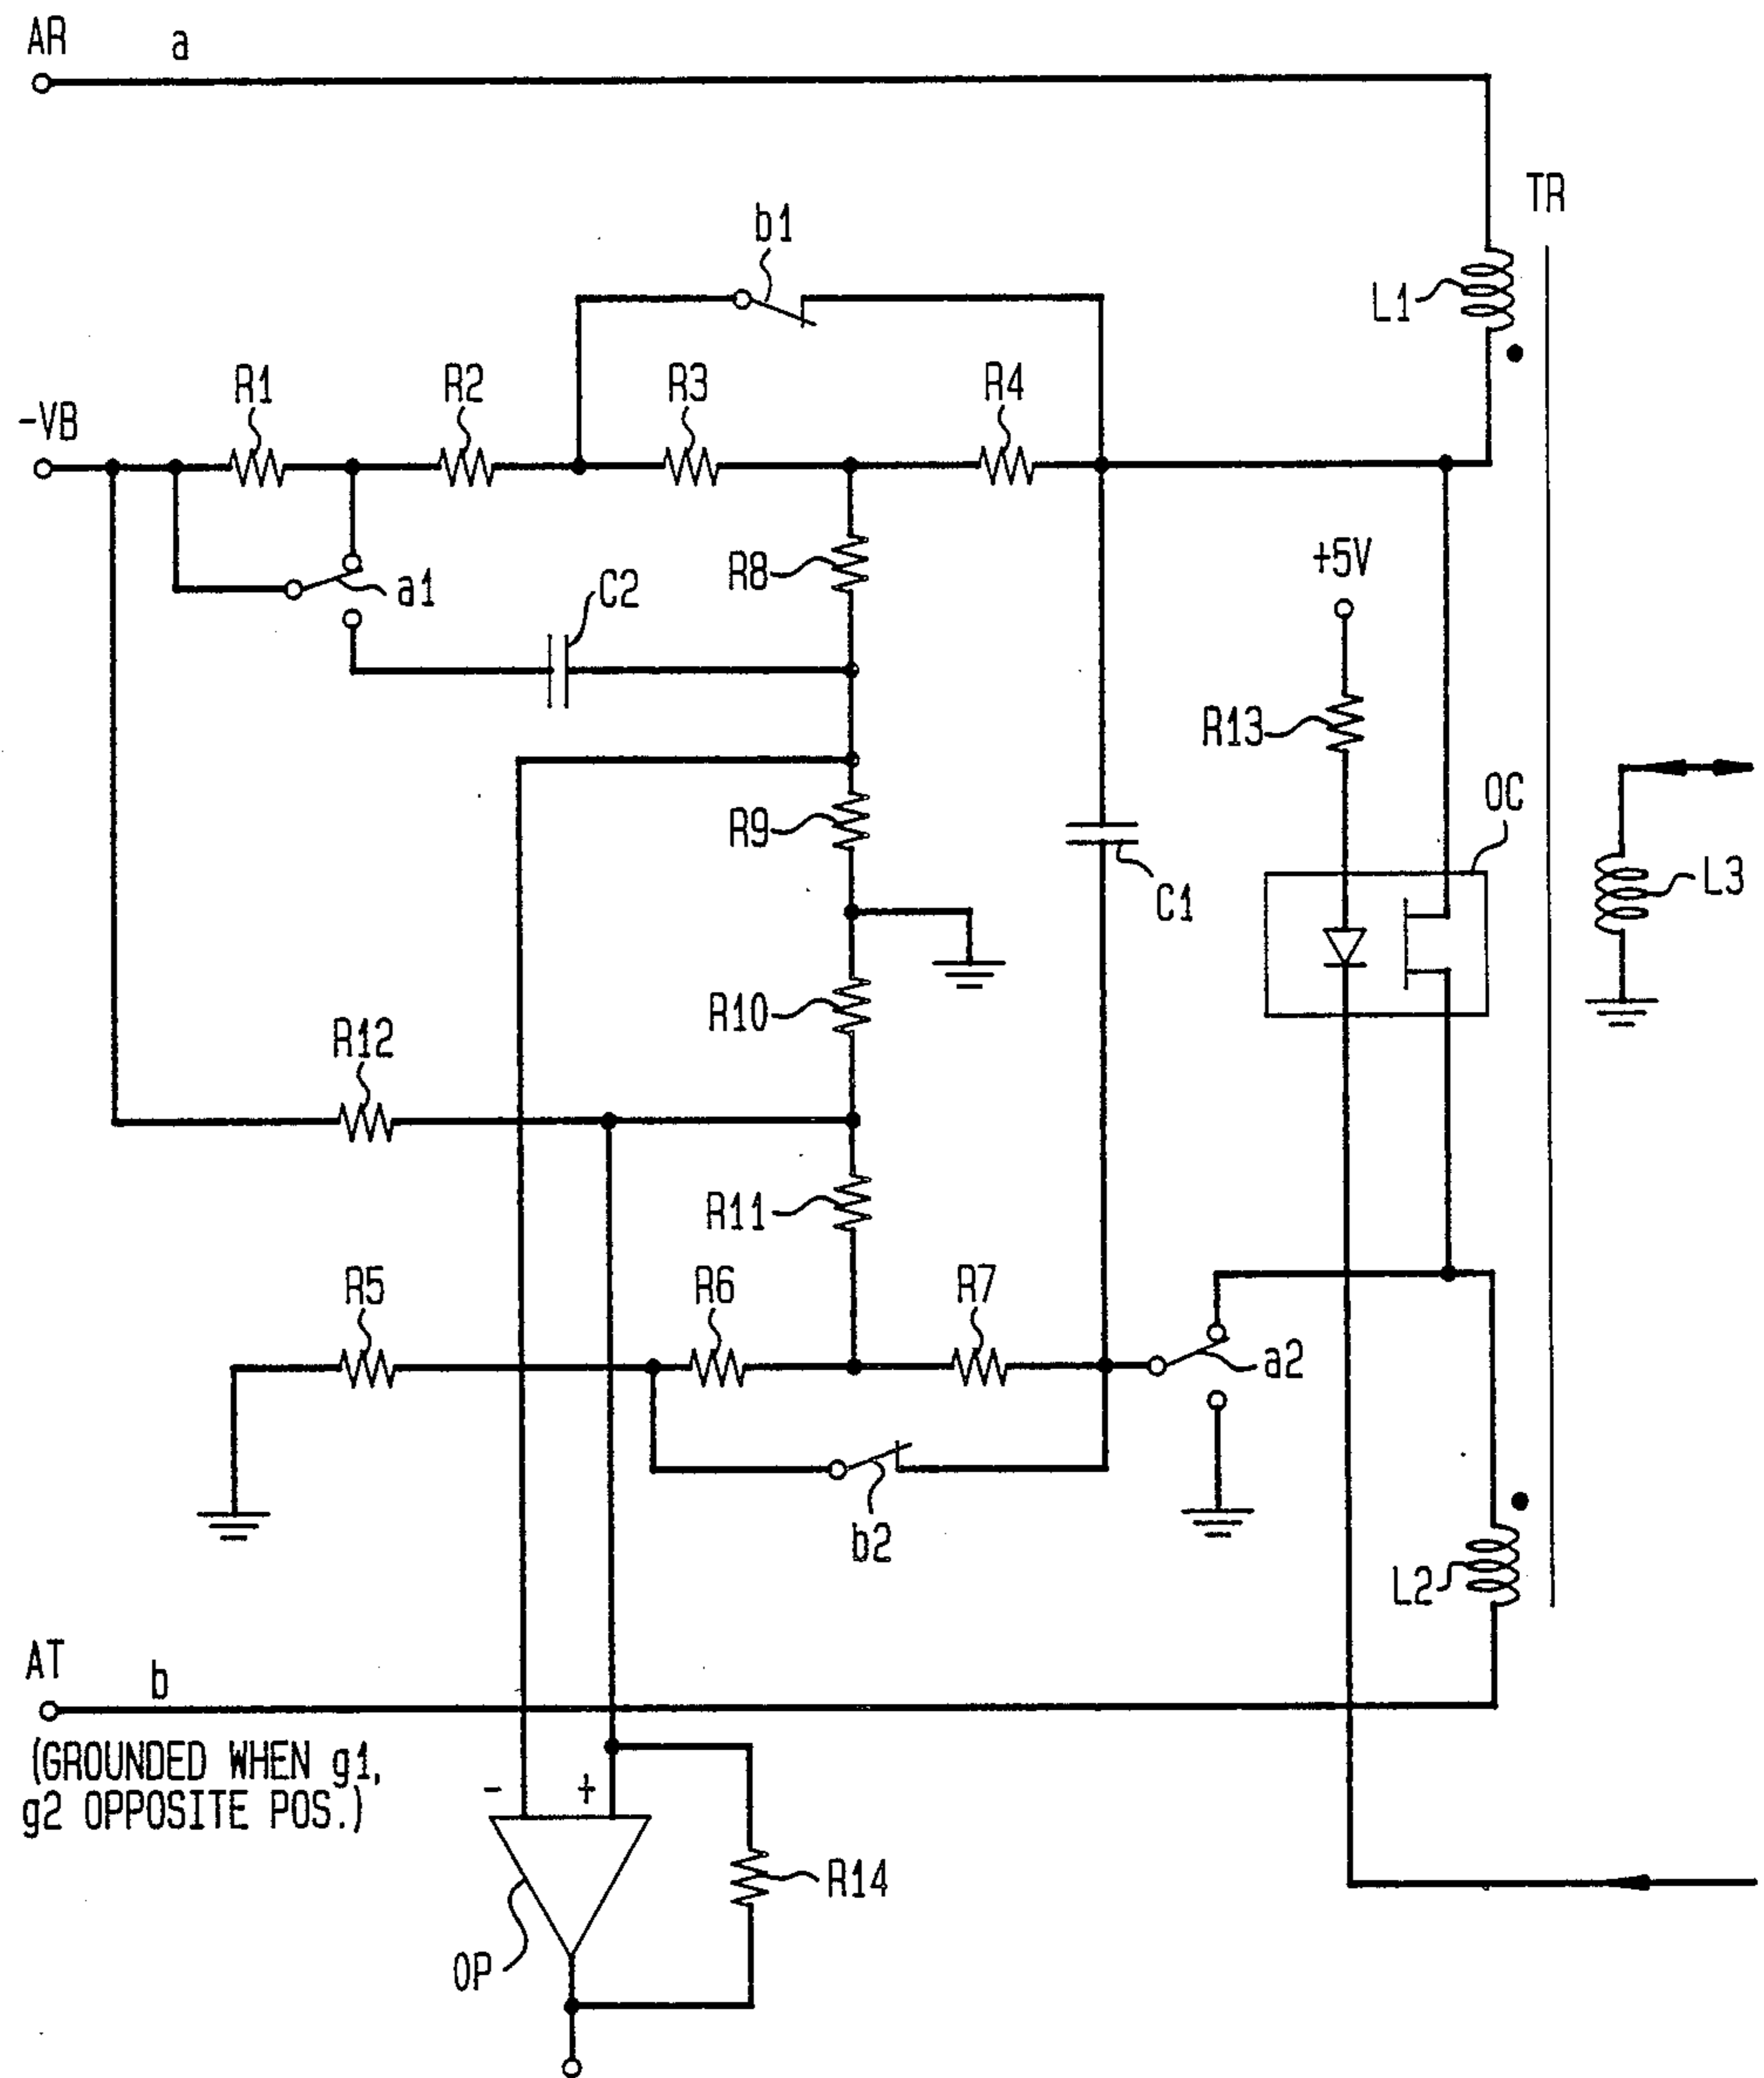 AR
a
TR
b1
L1
R1
R2
R3
R4
-VB
+5V
R8
a1
C2
R13
OC
R9
L3
C1
R10
R12
R11
R5
R6
R7
a2
b2
L2
AT
b
(GROUNDED WHEN g1,
g2 OPPOSITE POS.)
- +
R14
OP